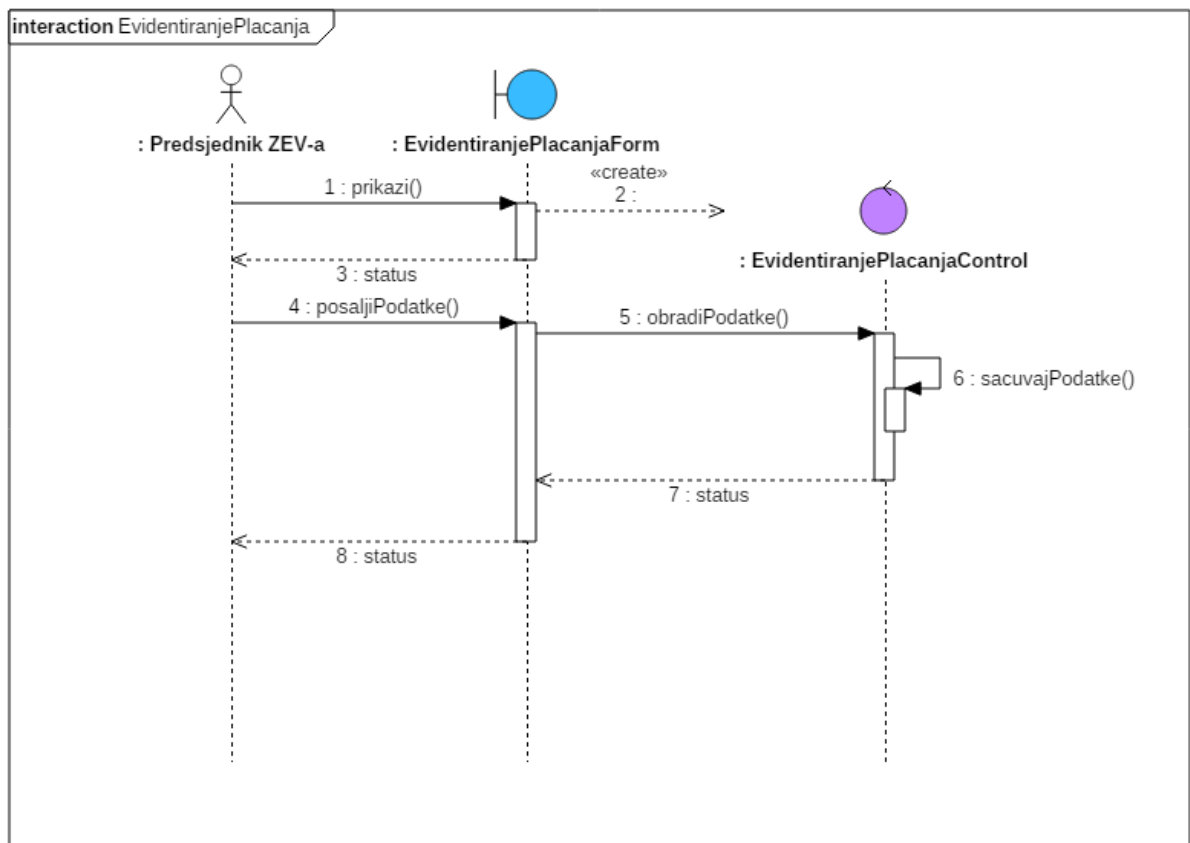 interaction EvidentiranjePlacanja
: Predsjednik ZEV-a
: EvidentiranjePlacanjaForm
«create»
1 : prikazi()
2 :
: EvidentiranjePlacanjaControl
3 : status
4 : posaljiPodatke()
5 : obradiPodatke()
6 : sacuvajPodatke()
7 : status
8 : status